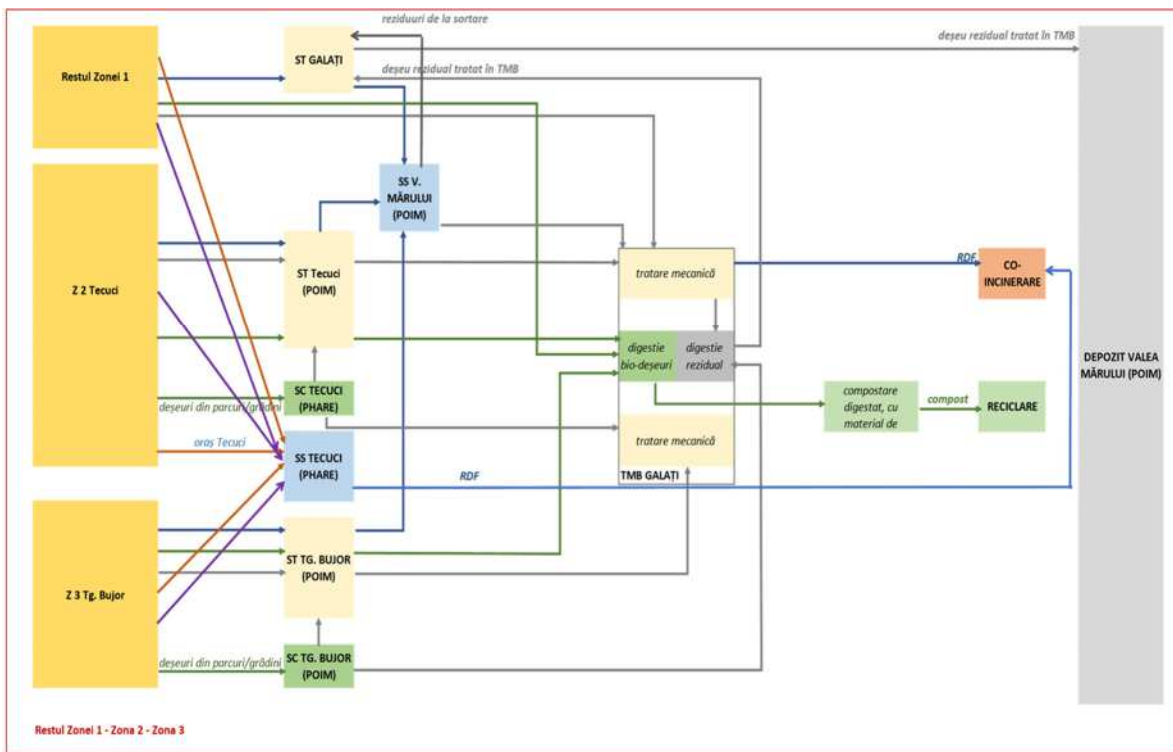 reziduuri de la sortare
Restul Zonei 1
ST GALAȚI
deșeu rezidual tratat în TMB
deșeu rezidual tratat în TMB
SS V.
MĂRULUI
(POIM)
Z 2 Tecuci
ST Tecuci
(POIM)
tratare mecanică
RDF
CO-
INCINERARE
digestie
bio-deșeuri
digestie
rezidual
DEPOZIT VALEA
MĂRULUI (POIM)
SC TECUCI
(PHARE)
deșeuri din parcuri/grădini
compostare
digestat, cu
material de
compost
RECICLARE
oraș Tecuci
SS TECUCI
(PHARE)
tratare mecanică
TMB GALAȚI
RDF
Z 3 Tg. Bujor
ST TG. BUJOR
(POIM)
deșeuri din parcuri/grădini
SC TG. BUJOR
(POIM)
Restul Zonei 1 - Zona 2 - Zona 3